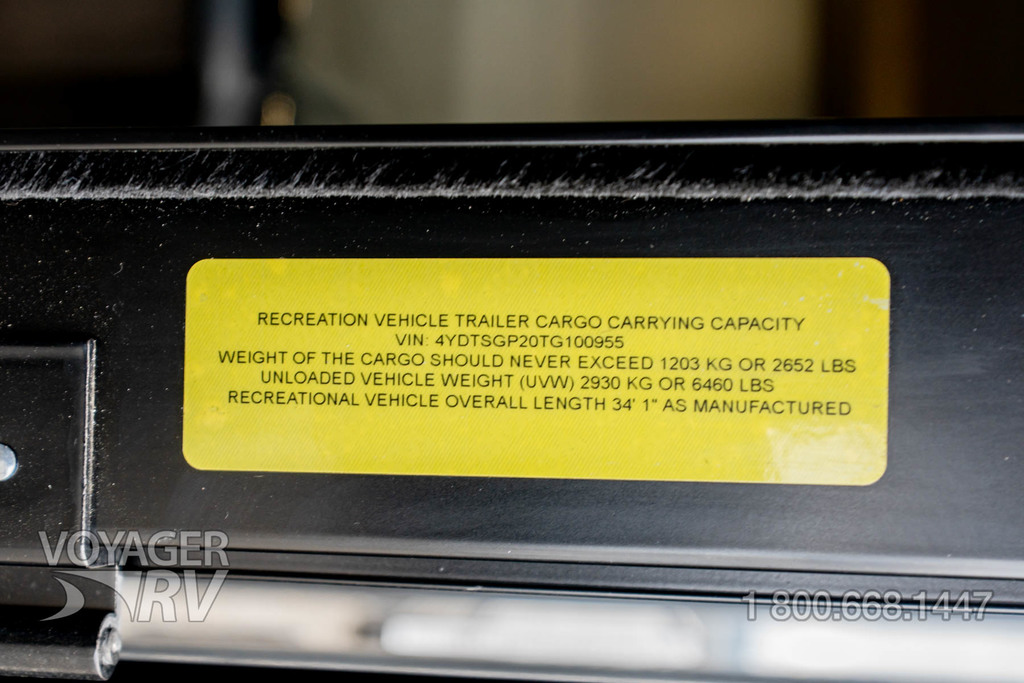 RECREATION VEHICLE TRAILER CARGO CARRYING CAPACITY
VIN: 4YDTSGP20TG100955
WEIGHT OF THE CARGO SHOULD NEVER EXCEED 1203 KG OR 2652 LBS
UNLOADED VEHICLE WEIGHT (UVW) 2930 KG OR 6460 LBS
RECREATIONAL VEHICLE OVERALL LENGTH 34' 1" AS MANUFACTURED
VOYAGER
RV
1 800.668.1447